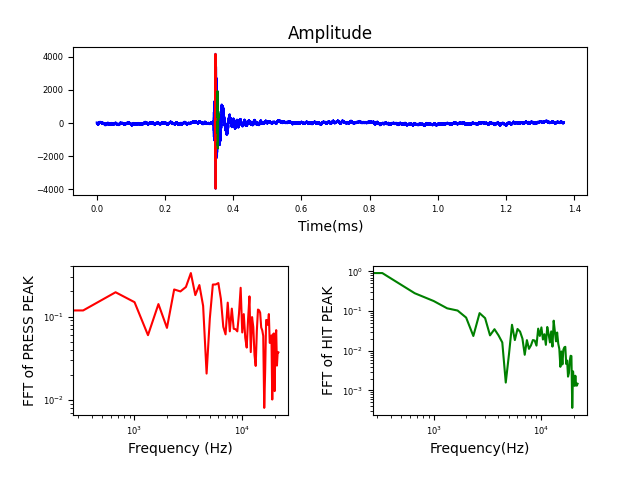 Amplitude
4000
2000
0
−2000
−4000
0.0 0.2 0.4 0.6 0.8 1.0 1.2 1.4
Time(ms)
FFT of PRESS PEAK
10⁻¹
10⁻²
10³ 10⁴
Frequency (Hz)
FFT of HIT PEAK
10⁰
10⁻¹
10⁻²
10⁻³
10³ 10⁴
Frequency(Hz)